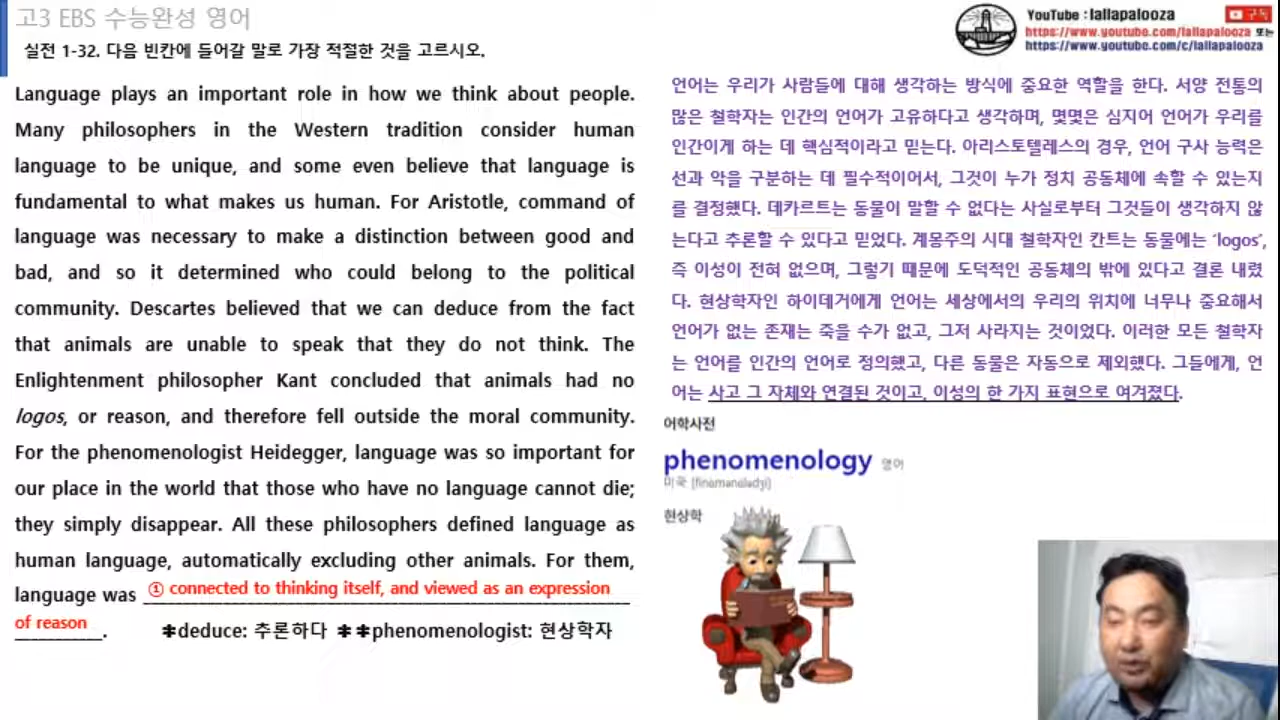 고3 EBS 수능완성 영어
실전 1-32. 다음 빈칸에 들어갈 말로 가장 적절한 것을 고르시오.
YouTube : lallapalooza
구독
https://www.youtube.com/lallapalooza 또는
https://www.youtube.com/c/lallapalooza
Language plays an important role in how we think about people.
Many philosophers in the Western tradition consider human
language to be unique, and some even believe that language is
fundamental to what makes us human. For Aristotle, command of
language was necessary to make a distinction between good and
bad, and so it determined who could belong to the political
community. Descartes believed that we can deduce from the fact
that animals are unable to speak that they do not think. The
Enlightenment philosopher Kant concluded that animals had no
logos, or reason, and therefore fell outside the moral community.
For the phenomenologist Heidegger, language was so important for
our place in the world that those who have no language cannot die;
they simply disappear. All these philosophers defined language as
human language, automatically excluding other animals. For them,
language was ① connected to thinking itself, and viewed as an expression
of reason.
✱deduce: 추론하다 ✱✱phenomenologist: 현상학자
언어는 우리가 사람들에 대해 생각하는 방식에 중요한 역할을 한다. 서양 전통의
많은 철학자는 인간의 언어가 고유하다고 생각하며, 몇몇은 심지어 언어가 우리를
인간이게 하는 데 핵심적이라고 믿는다. 아리스토텔레스의 경우, 언어 구사 능력은
선과 악을 구분하는 데 필수적이어서, 그것이 누가 정치 공동체에 속할 수 있는지
를 결정했다. 데카르트는 동물이 말할 수 없다는 사실로부터 그것들이 생각하지 않
는다고 추론할 수 있다고 믿었다. 계몽주의 시대 철학자인 칸트는 동물에는 ‘logos’,
즉 이성이 전혀 없으며, 그렇기 때문에 도덕적인 공동체의 밖에 있다고 결론 내렸
다. 현상학자인 하이데거에게 언어는 세상에서의 우리의 위치에 너무나 중요해서
언어가 없는 존재는 죽을 수가 없고, 그저 사라지는 것이었다. 이러한 모든 철학자
는 언어를 인간의 언어로 정의했고, 다른 동물은 자동으로 제외했다. 그들에게, 언
어는 사고 그 자체와 연결된 것이고, 이성의 한 가지 표현으로 여겨졌다.
어학사전
phenomenology 영어
미국
현상학